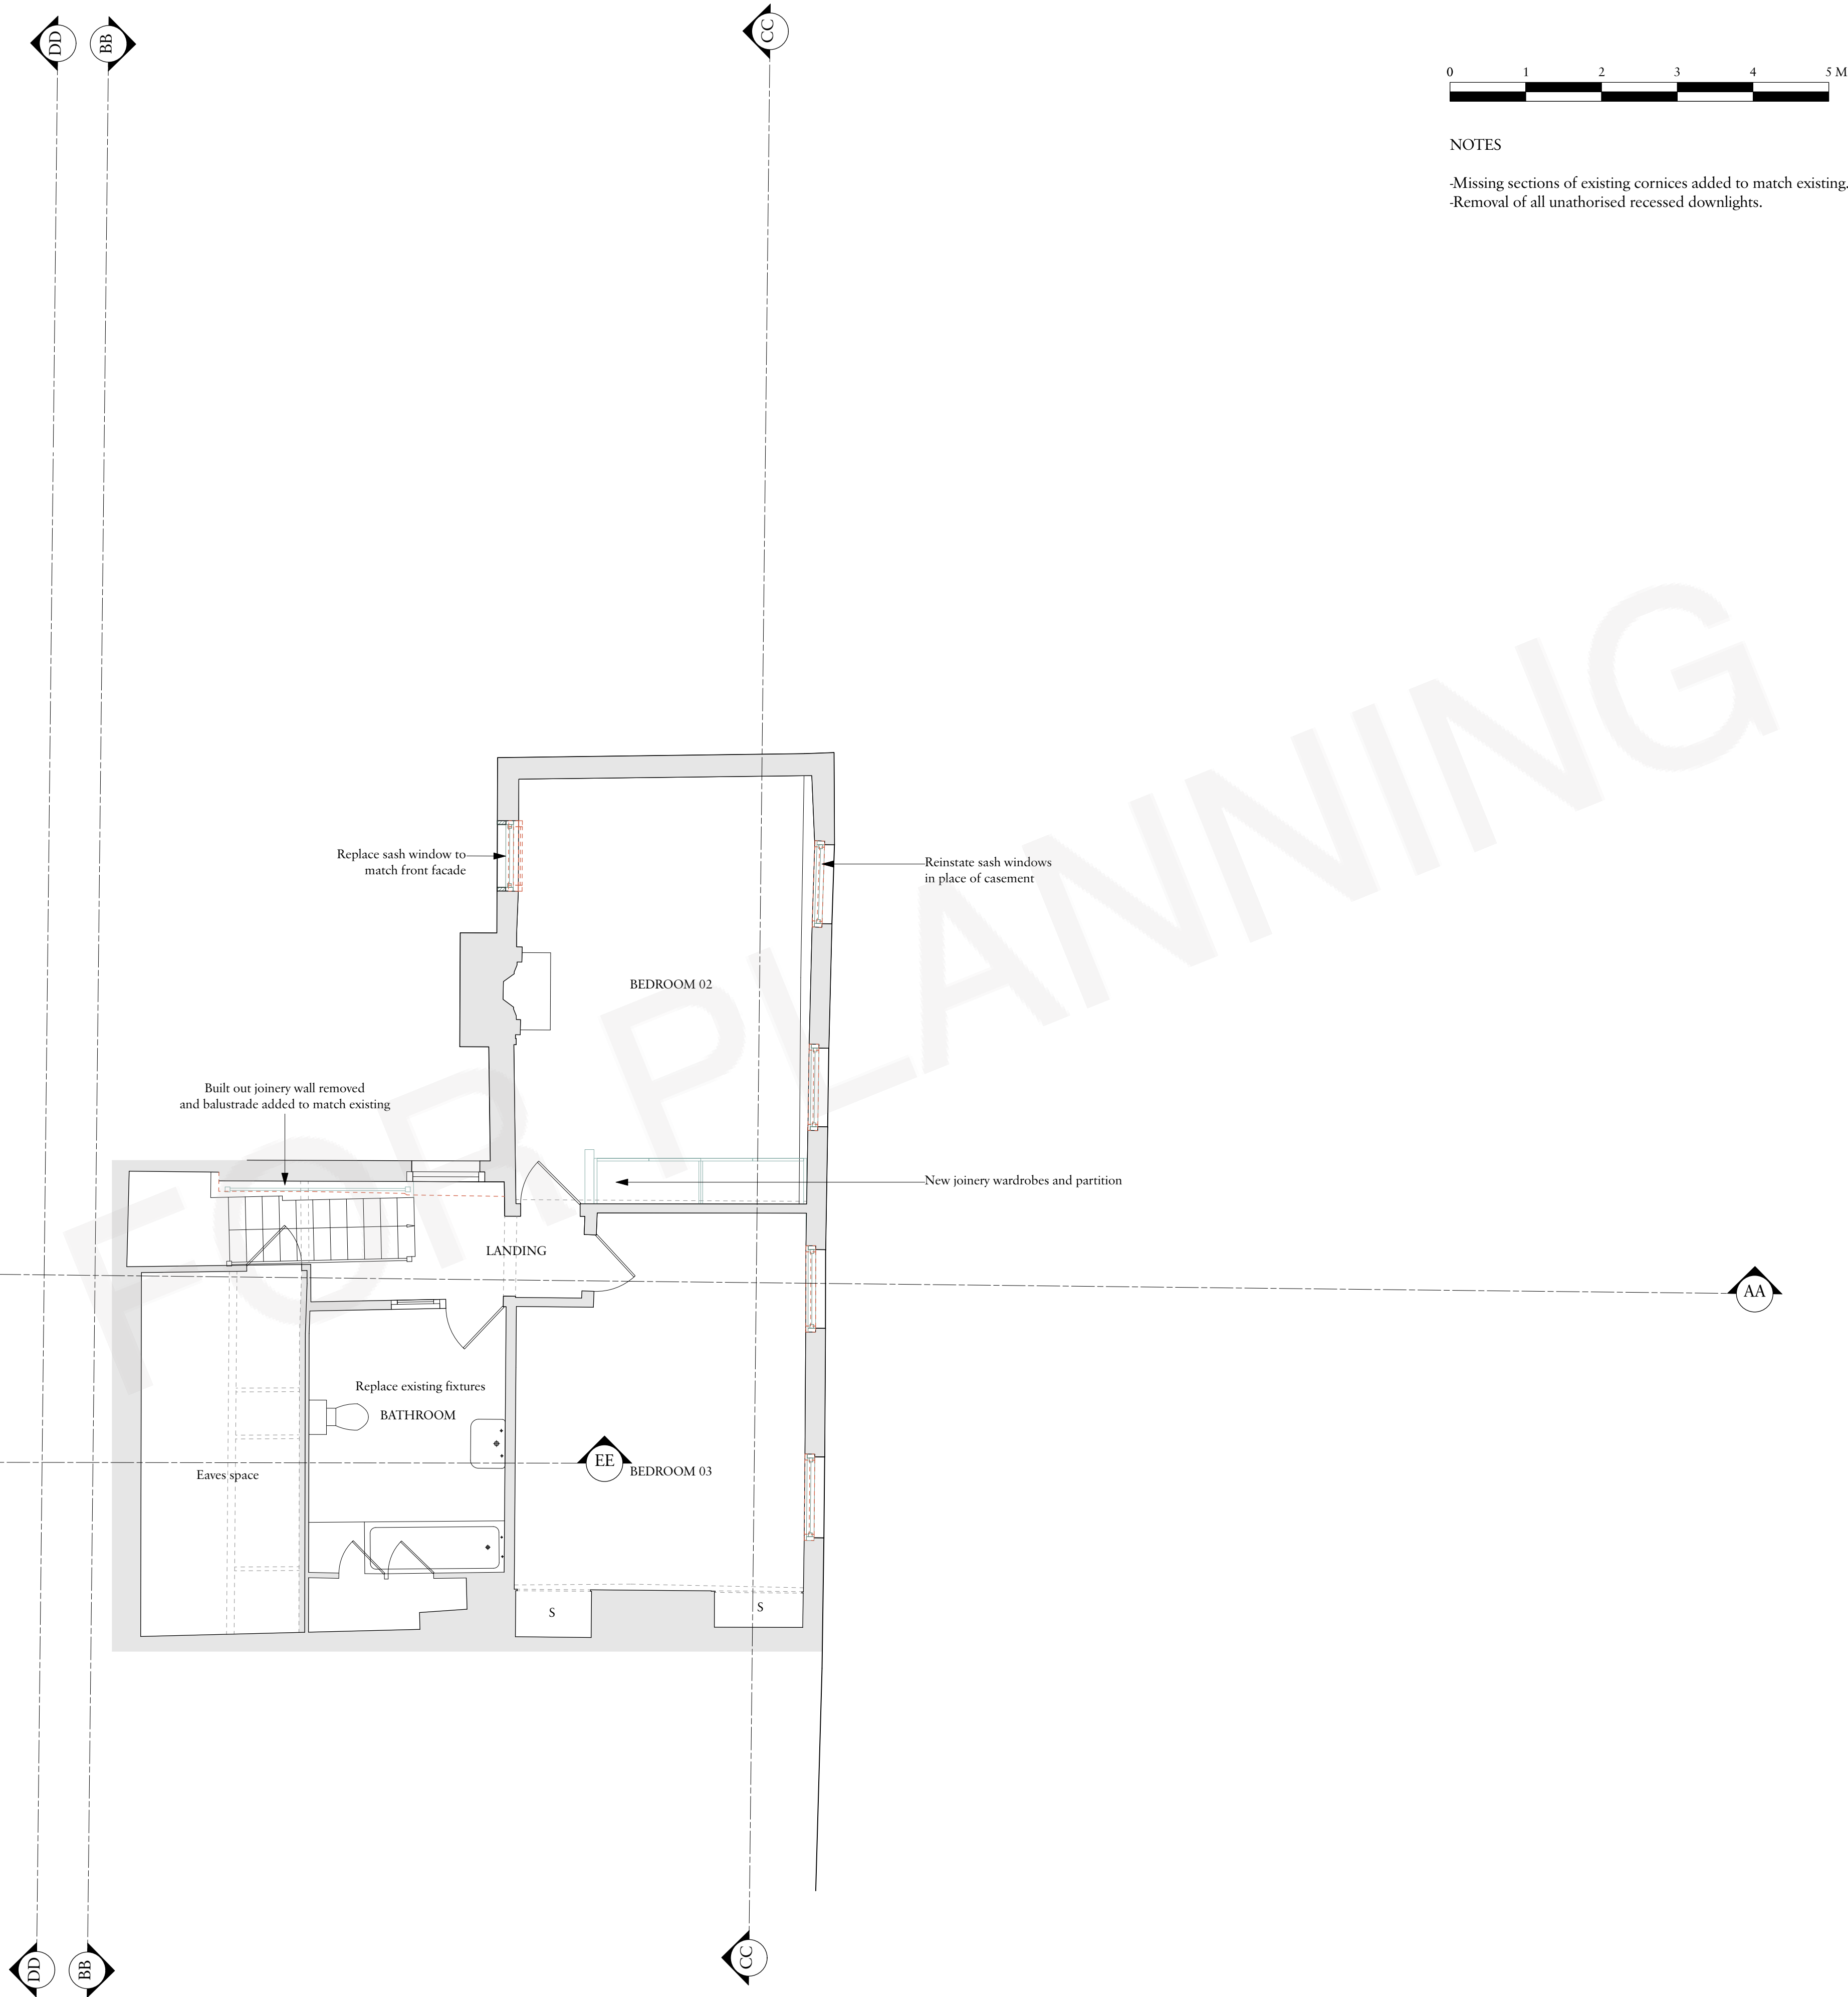 DD
BB
CC
0 1 2 3 4 5 M
NOTES
-Missing sections of existing cornices added to match existing.
-Removal of all unathorised recessed downlights.
FOR PLANNING
Replace sash window to
match front facade
Reinstate sash windows
in place of casement
BEDROOM 02
Built out joinery wall removed
and balustrade added to match existing
New joinery wardrobes and partition
LANDING
AA
Replace existing fixtures
BATHROOM
EE
BEDROOM 03
Eaves space
S
S
DD
BB
CC